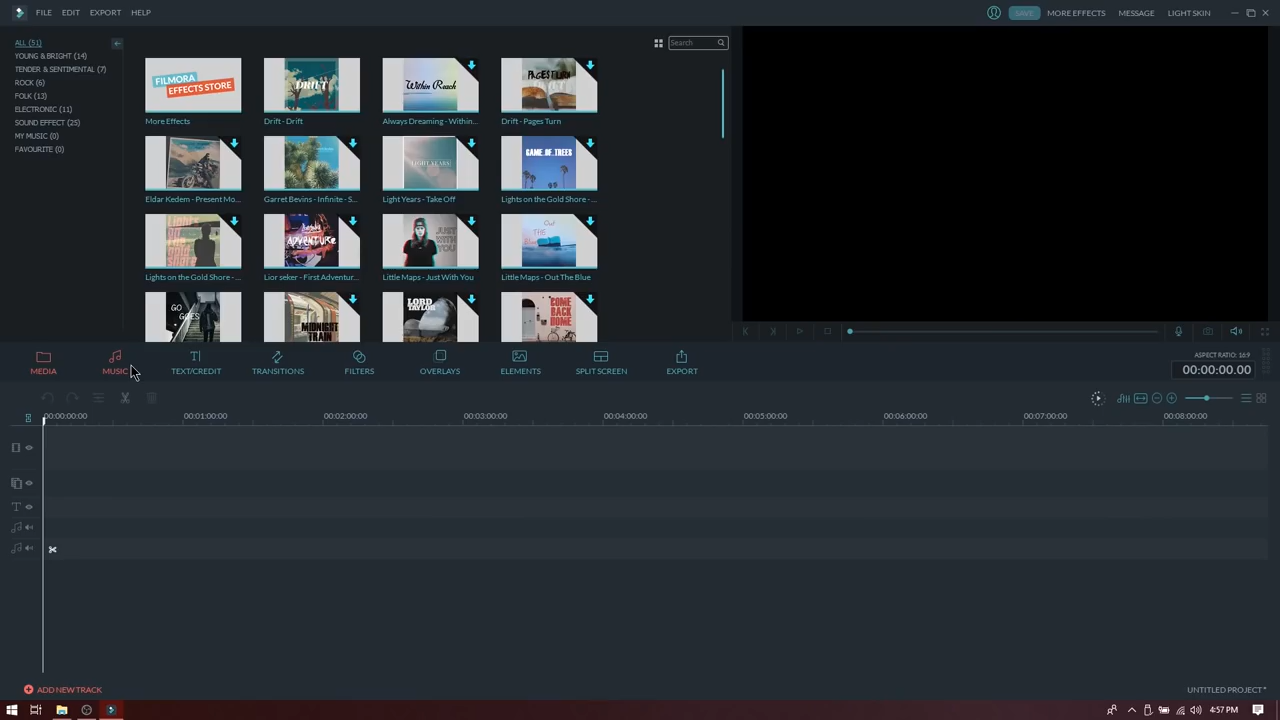 FILE EDIT EXPORT HELP
SAVE MORE EFFECTS MESSAGE LIGHT SKIN
ALL (51)
YOUNG & BRIGHT (14)
TENDER & SENTIMENTAL (7)
ROCK (6)
FOLK (13)
ELECTRONIC (11)
SOUND EFFECT (25)
MY MUSIC (0)
FAVOURITE (0)
Search
FILMORA
EFFECTS STORE
DRIFT
Within Reach
PAGES TURN
More Effects
Drift - Drift
Always Dreaming - Within...
Drift - Pages Turn
LIGHT YEARS
GAME OF TREES
Eldar Kedem - Present Mo...
Garret Bevins - Infinite - S...
Light Years - Take Off
Lights on the Gold Shore - ...
Lights on the gold shore
ADVENTURE
JUST WITH YOU
Out THE Blue
Lights on the Gold Shore - ...
Lior seker - First Adventur...
Little Maps - Just With You
Little Maps - Out The Blue
GO GOES
MIDNIGHT TRAIN
LORD TAYLOR
COME BACK HOME
MEDIA MUSIC TEXT/CREDIT TRANSITIONS FILTERS OVERLAYS ELEMENTS SPLIT SCREEN EXPORT
ASPECT RATIO: 16:9
00:00:00.00
00:00:00:00 00:01:00:00 00:02:00:00 00:03:00:00 00:04:00:00 00:05:00:00 00:06:00:00 00:07:00:00 00:08:00:00
ADD NEW TRACK
UNTITLED PROJECT *
4:57 PM